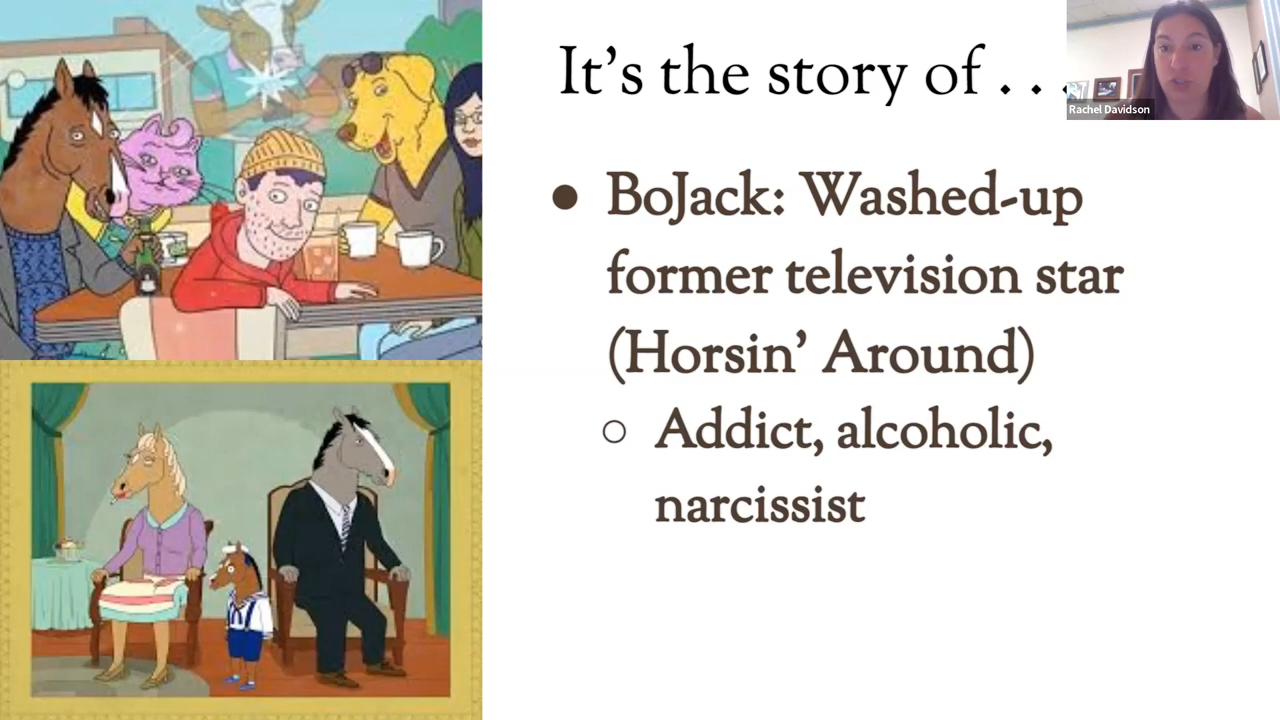 It's the story of . . .
Rachel Davidson
● BoJack: Washed-up
former television star
(Horsin' Around)
○ Addict, alcoholic,
narcissist